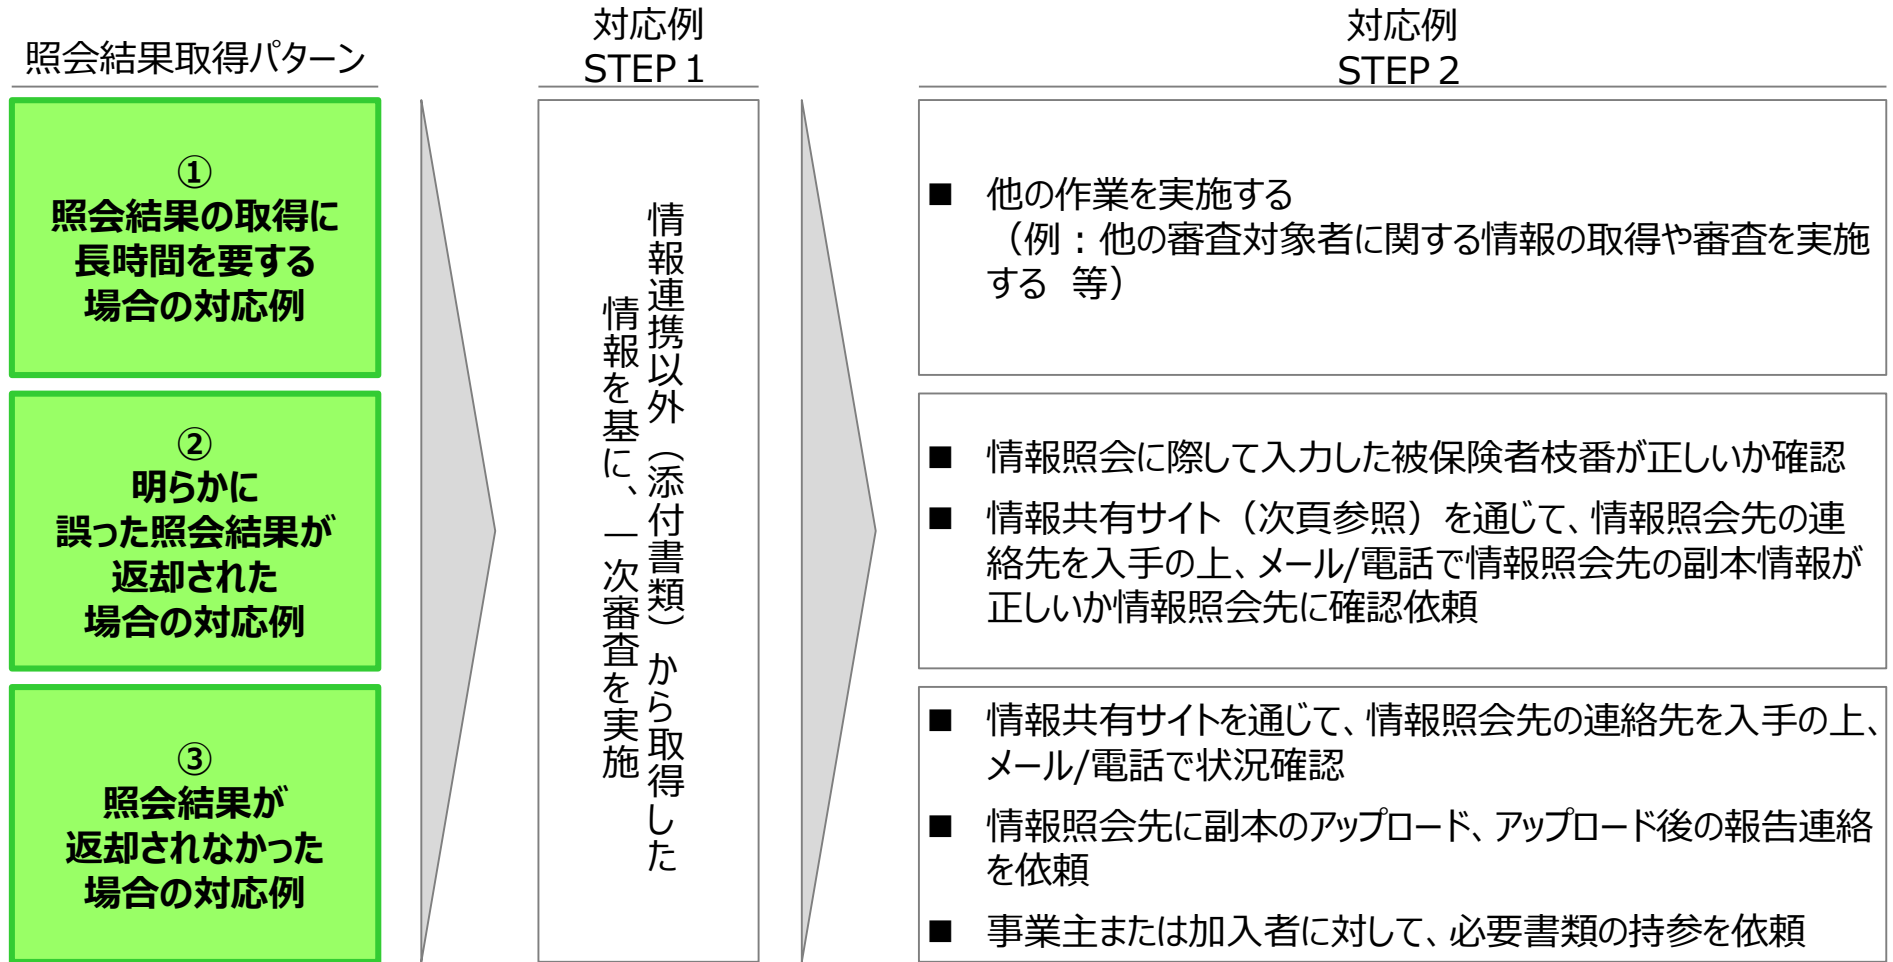 照会結果取得パターン
対応例
STEP１
対応例
STEP２
①
照会結果の取得に
長時間を要する
場合の対応例
②
明らかに
誤った照会結果が
返却された
場合の対応例
③
照会結果が
返却されなかった
場合の対応例
情報連携以外（添付書類）から取得した
情報を基に、一次審査を実施
■ 他の作業を実施する
（例：他の審査対象者に関する情報の取得や審査を実施
する 等）
■ 情報照会に際して入力した被保険者枝番が正しいか確認
■ 情報共有サイト（次頁参照）を通じて、情報照会先の連
絡先を入手の上、メール/電話で情報照会先の副本情報が
正しいか情報照会先に確認依頼
■ 情報共有サイトを通じて、情報照会先の連絡先を入手の上、
メール/電話で状況確認
■ 情報照会先に副本のアップロード、アップロード後の報告連絡
を依頼
■ 事業主または加入者に対して、必要書類の持参を依頼